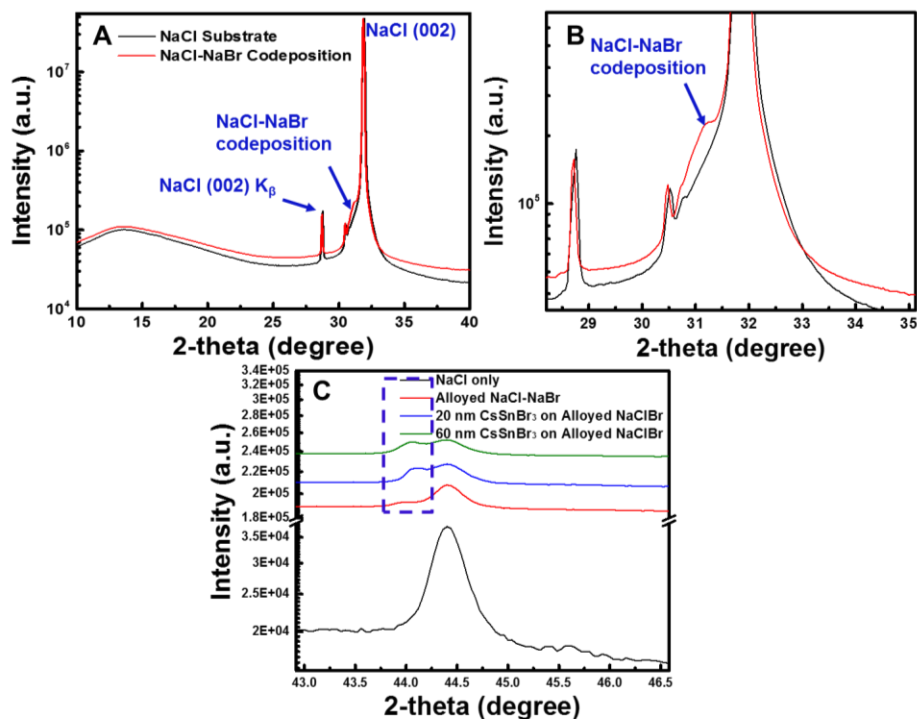 A
NaCl Substrate
NaCl-NaBr Codeposition
NaCl (002)
NaCl-NaBr
codeposition
NaCl (002) Kβ
Intensity (a.u.)
10⁷
10⁶
10⁵
10⁴
10 15 20 25 30 35 40
2-theta (degree)
B
NaCl-NaBr
codeposition
Intensity (a.u.)
10⁵
29 30 31 32 33 34 35
2-theta (degree)
C
NaCl only
Alloyed NaCl-NaBr
20 nm CsSnBr₃ on Alloyed NaClBr
60 nm CsSnBr₃ on Alloyed NaClBr
Intensity (a.u.)
3.4E+05
3.2E+05
3E+05
2.8E+05
2.6E+05
2.4E+05
2.2E+05
2E+05
1.8E+05
3.5E+04
3E+04
2.5E+04
2E+04
43.0 43.5 44.0 44.5 45.0 45.5 46.0 46.5
2-theta (degree)